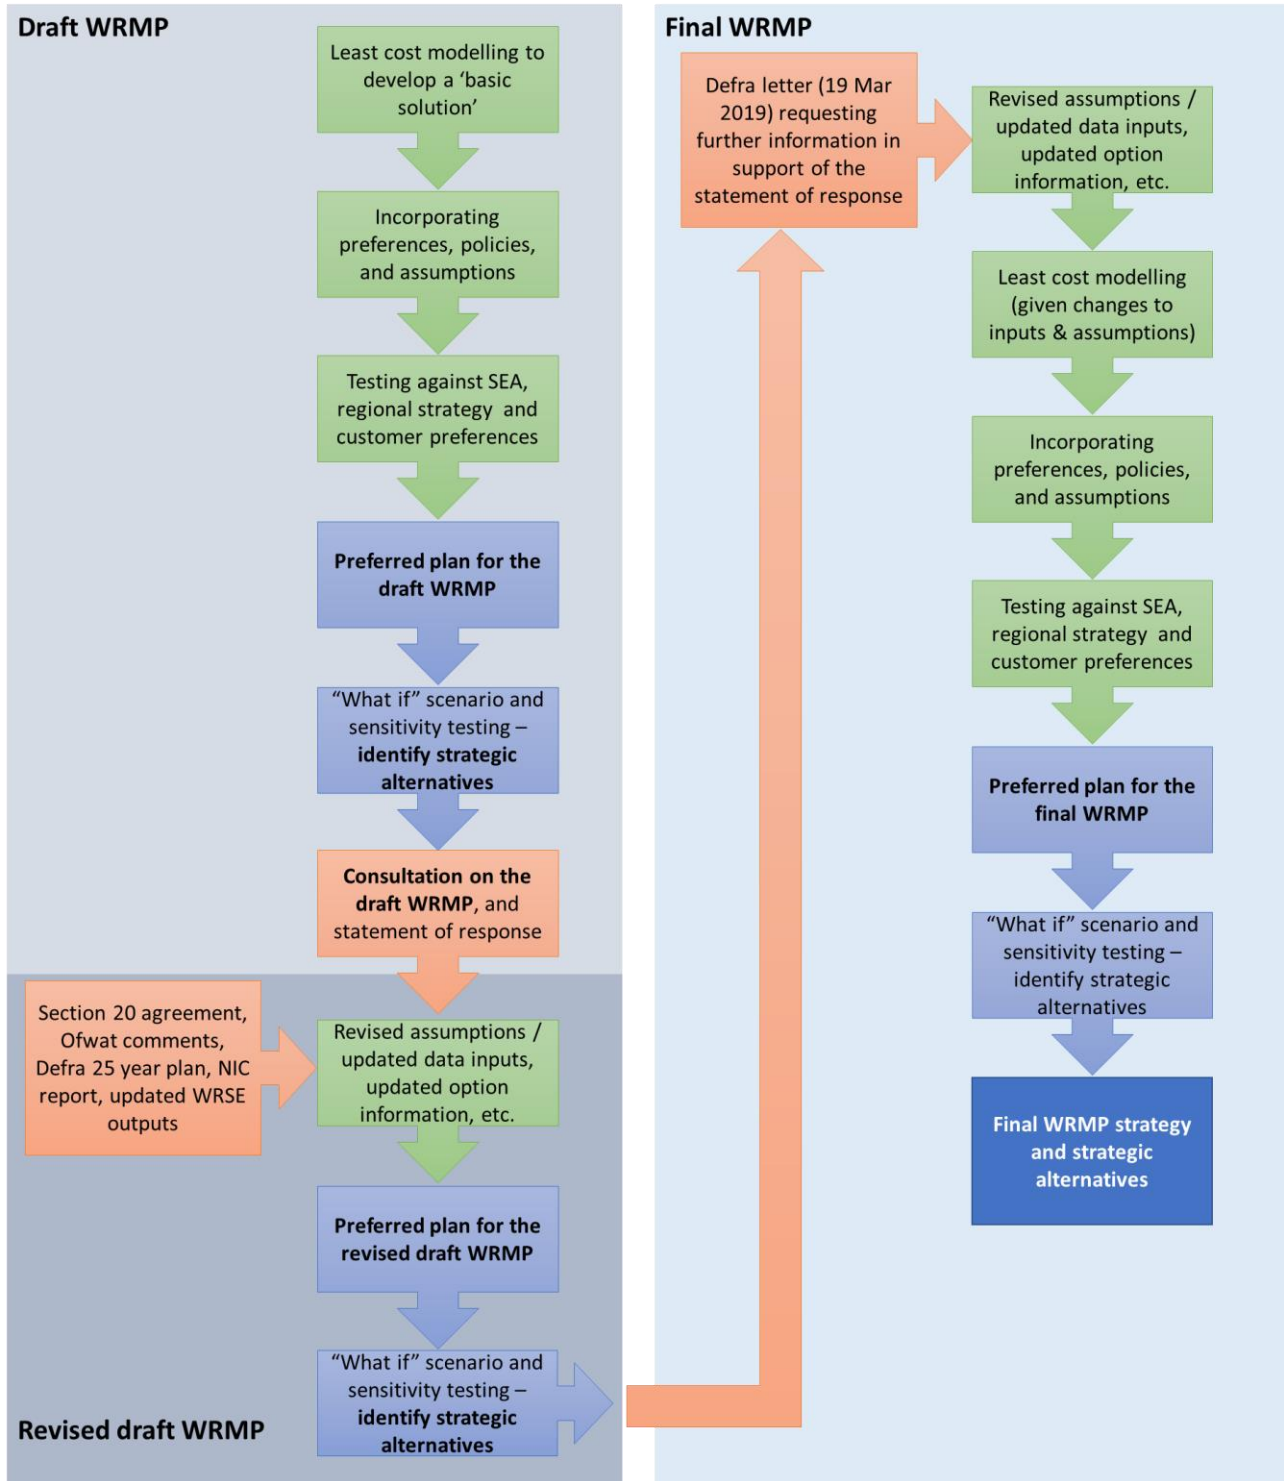 Draft WRMP
Least cost modelling to
develop a ‘basic
solution’
Incorporating
preferences, policies,
and assumptions
Testing against SEA,
regional strategy and
customer preferences
Preferred plan for the
draft WRMP
“What if” scenario and
sensitivity testing –
identify strategic
alternatives
Consultation on the
draft WRMP, and
statement of response
Section 20 agreement,
Ofwat comments,
Defra 25 year plan, NIC
report, updated WRSE
outputs
Revised assumptions /
updated data inputs,
updated option
information, etc.
Preferred plan for the
revised draft WRMP
“What if” scenario and
sensitivity testing –
identify strategic
alternatives
Revised draft WRMP
Final WRMP
Defra letter (19 Mar
2019) requesting
further information in
support of the
statement of response
Revised assumptions /
updated data inputs,
updated option
information, etc.
Least cost modelling
(given changes to
inputs & assumptions)
Incorporating
preferences, policies,
and assumptions
Testing against SEA,
regional strategy and
customer preferences
Preferred plan for the
final WRMP
“What if” scenario and
sensitivity testing –
identify strategic
alternatives
Final WRMP strategy
and strategic
alternatives